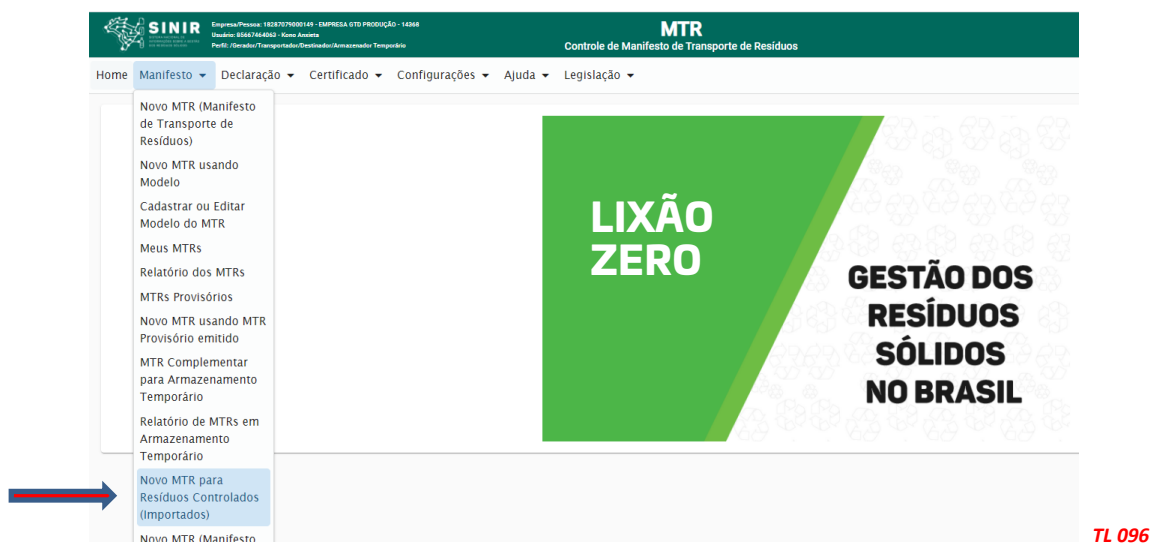 SINIR
Empresa/Pessoa: 18287079000149 - EMPRESA GTD PRODUÇÃO - 14368
Usuário: 85667464063 - Keno Anxieta
Perfil: /Gerador/Transportador/Destinador/Armazenador Temporário
MTR
Controle de Manifesto de Transporte de Resíduos
Home Manifesto Declaração Certificado Configurações Ajuda Legislação
Novo MTR (Manifesto
de Transporte de
Resíduos)
Novo MTR usando
Modelo
Cadastrar ou Editar
Modelo do MTR
Meus MTRs
Relatório dos MTRs
MTRs Provisórios
Novo MTR usando MTR
Provisório emitido
MTR Complementar
para Armazenamento
Temporário
Relatório de MTRs em
Armazenamento
Temporário
Novo MTR para
Resíduos Controlados
(Importados)
Novo MTR (Manifesto
LIXÃO
ZERO
GESTÃO DOS
RESÍDUOS
SÓLIDOS
NO BRASIL
TL 096